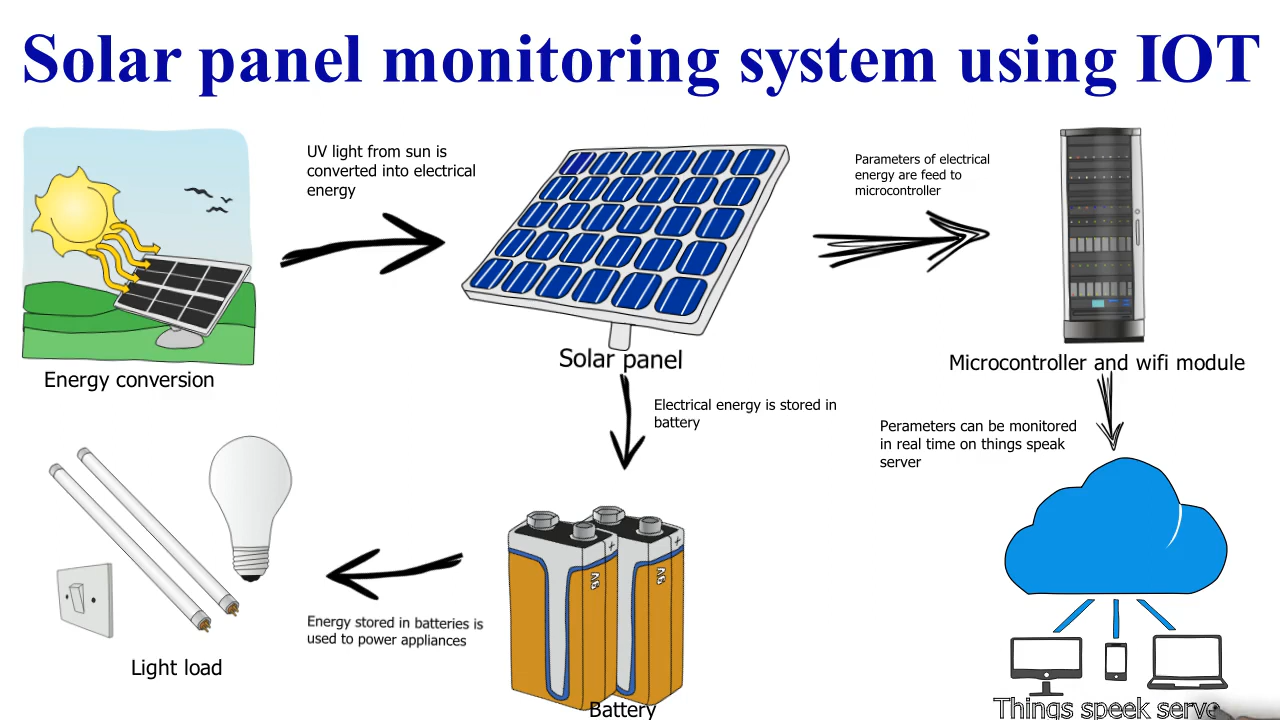 Solar panel monitoring system using IOT
UV light from sun is
converted into electrical
energy
Parameters of electrical
energy are feed to
microcontroller
Energy conversion
Solar panel
Microcontroller and wifi module
Electrical energy is stored in
battery
Perameters can be monitored
in real time on things speak
server
+
+
9V
9V
Energy stored in batteries is
used to power appliances
Light load
Battery
Things speek serve